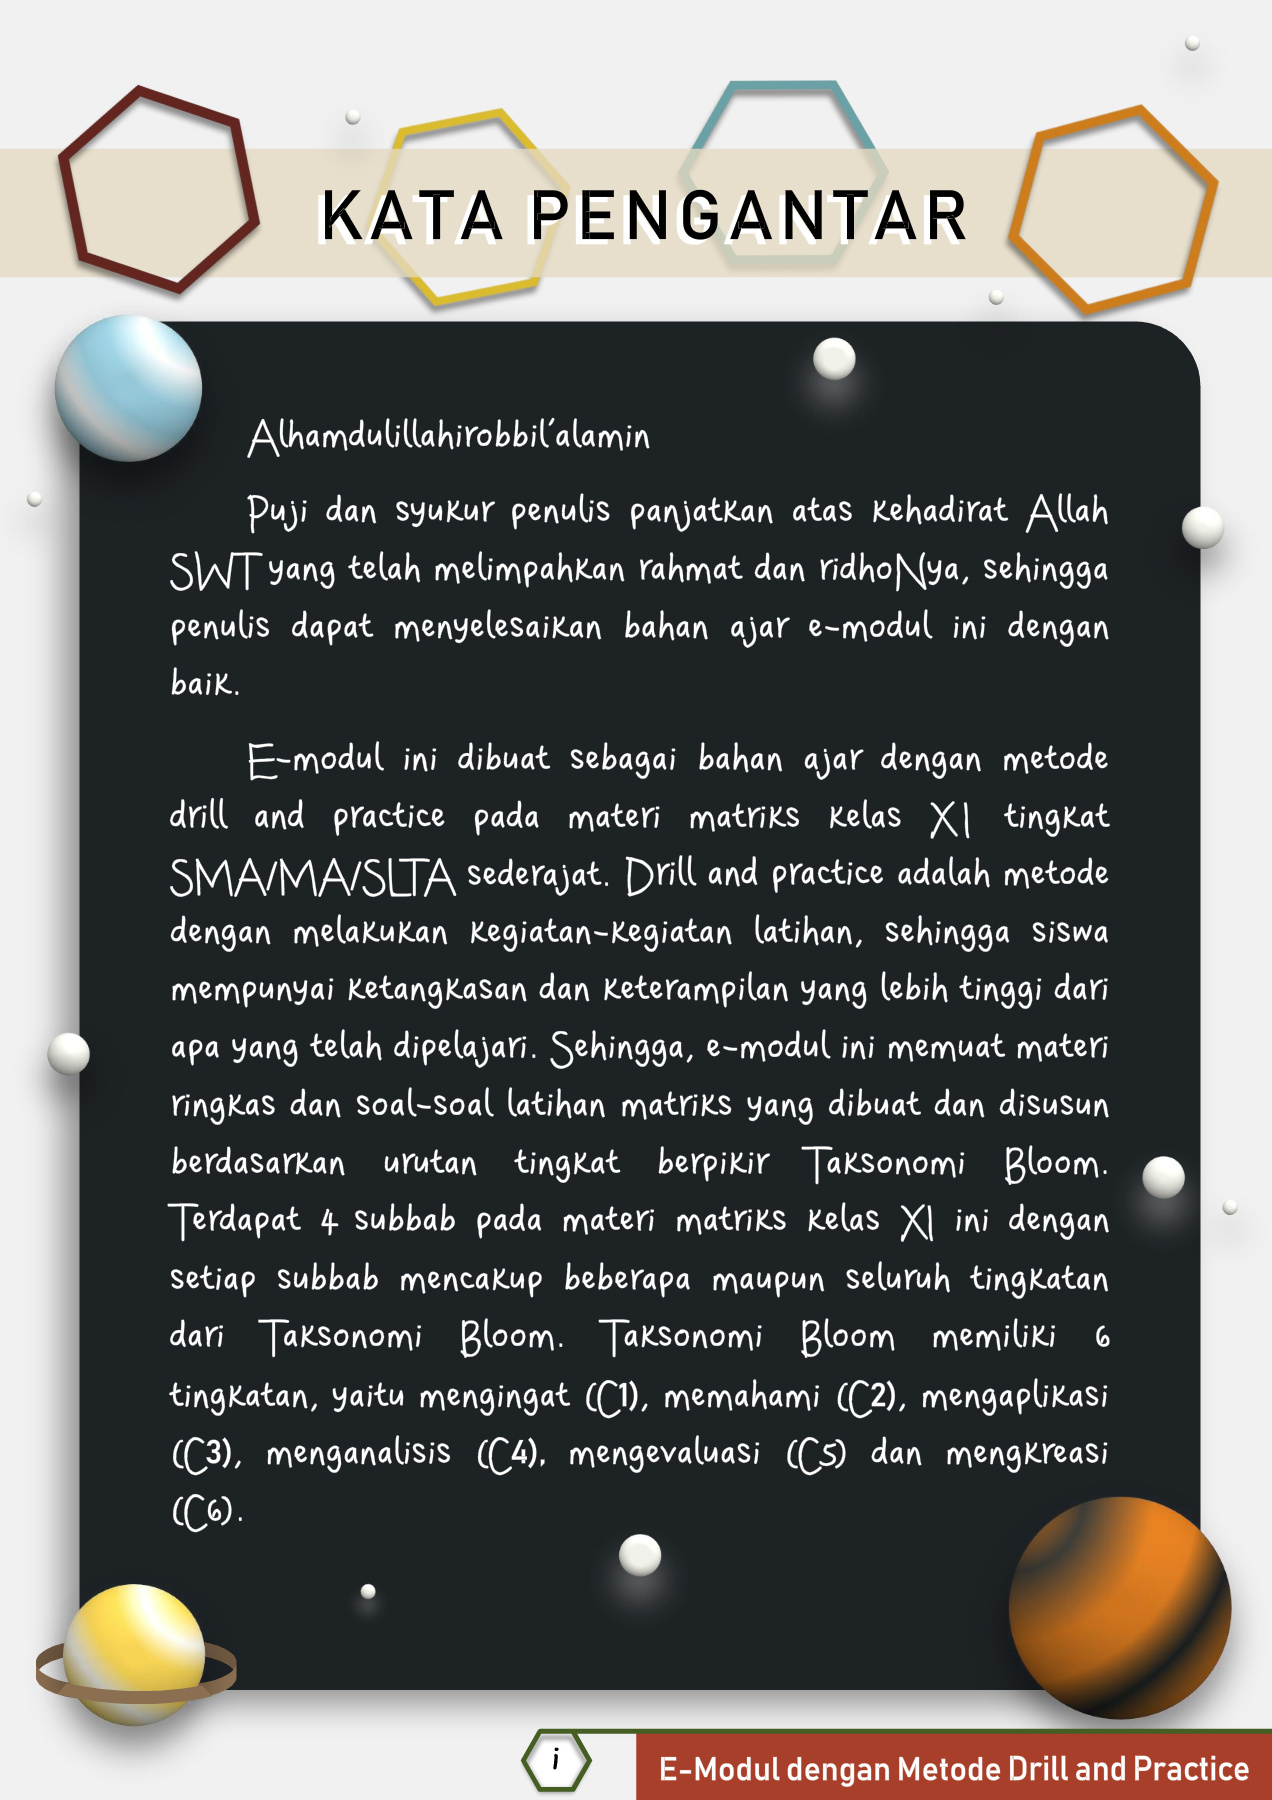 KATA PENGANTAR
Alhamdulillahirobbil'alamin
Puji dan syukur penulis panjatkan atas kehadirat Allah
SWT yang telah melimpahkan rahmat dan ridhoNya, sehingga
penulis dapat menyelesaikan bahan ajar e-modul ini dengan
baik.
E-modul ini dibuat sebagai bahan ajar dengan metode
drill and practice pada materi matriks kelas XI tingkat
SMA/MA/SLTA sederajat. Drill and practice adalah metode
dengan melakukan kegiatan-kegiatan latihan, sehingga siswa
mempunyai ketangkasan dan keterampilan yang lebih tinggi dari
apa yang telah dipelajari. Sehingga, e-modul ini memuat materi
ringkas dan soal-soal latihan matriks yang dibuat dan disusun
berdasarkan urutan tingkat berpikir Taksonomi Bloom.
Terdapat 4 subbab pada materi matriks kelas XI ini dengan
setiap subbab mencakup beberapa maupun seluruh tingkatan
dari Taksonomi Bloom. Taksonomi Bloom memiliki 6
tingkatan, yaitu mengingat (C1), memahami (C2), mengaplikasi
(C3), menganalisis (C4), mengevaluasi (C5) dan mengkreasi
(C6).
i
E-Modul dengan Metode Drill and Practice